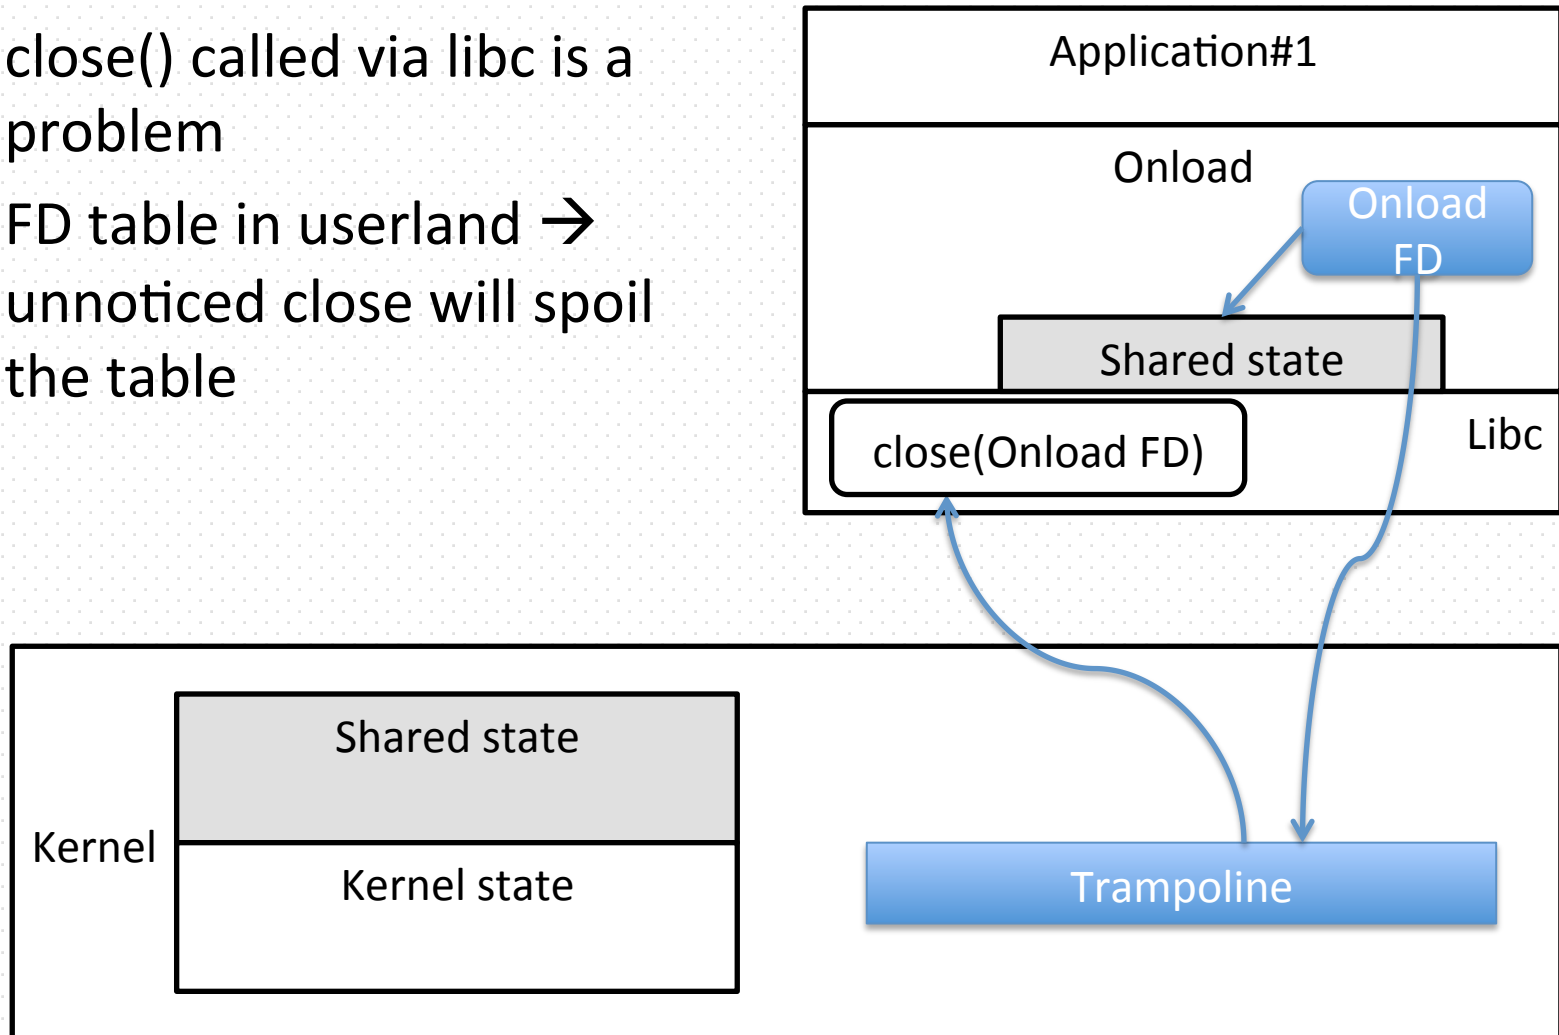 close() called via libc is a
problem
FD table in userland →
unnoticed close will spoil
the table
Application#1
Onload
Onload
FD
Shared state
Libc
close(Onload FD)
Kernel
Shared state
Kernel state
Trampoline